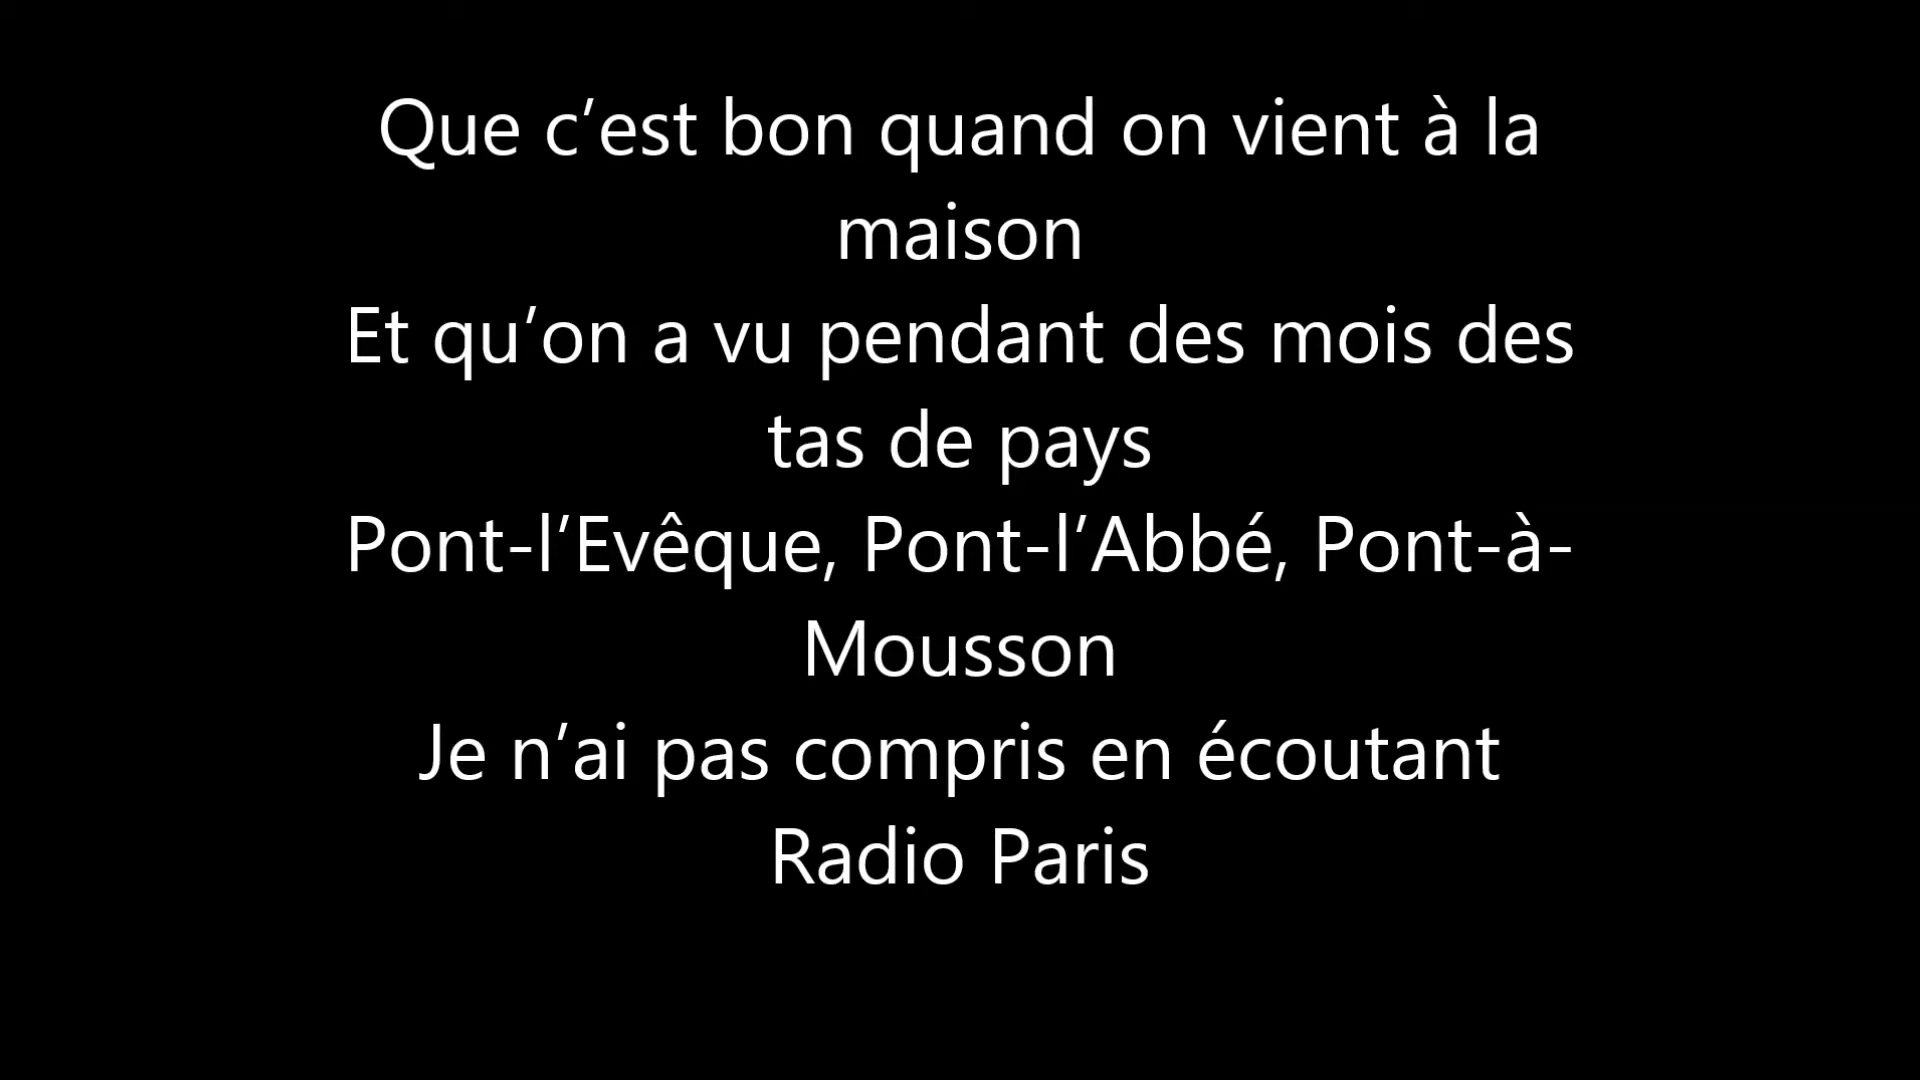 Que c’est bon quand on vient à la
maison
Et qu’on a vu pendant des mois des
tas de pays
Pont-l’Evêque, Pont-l’Abbé, Pont-à-
Mousson
Je n’ai pas compris en écoutant
Radio Paris